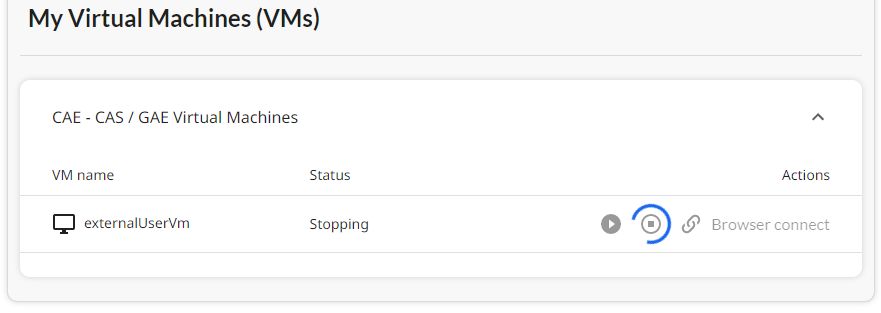 My Virtual Machines (VMs)
CAE - CAS / GAE Virtual Machines
VM name Status Actions
externalUserVm Stopping Browser connect